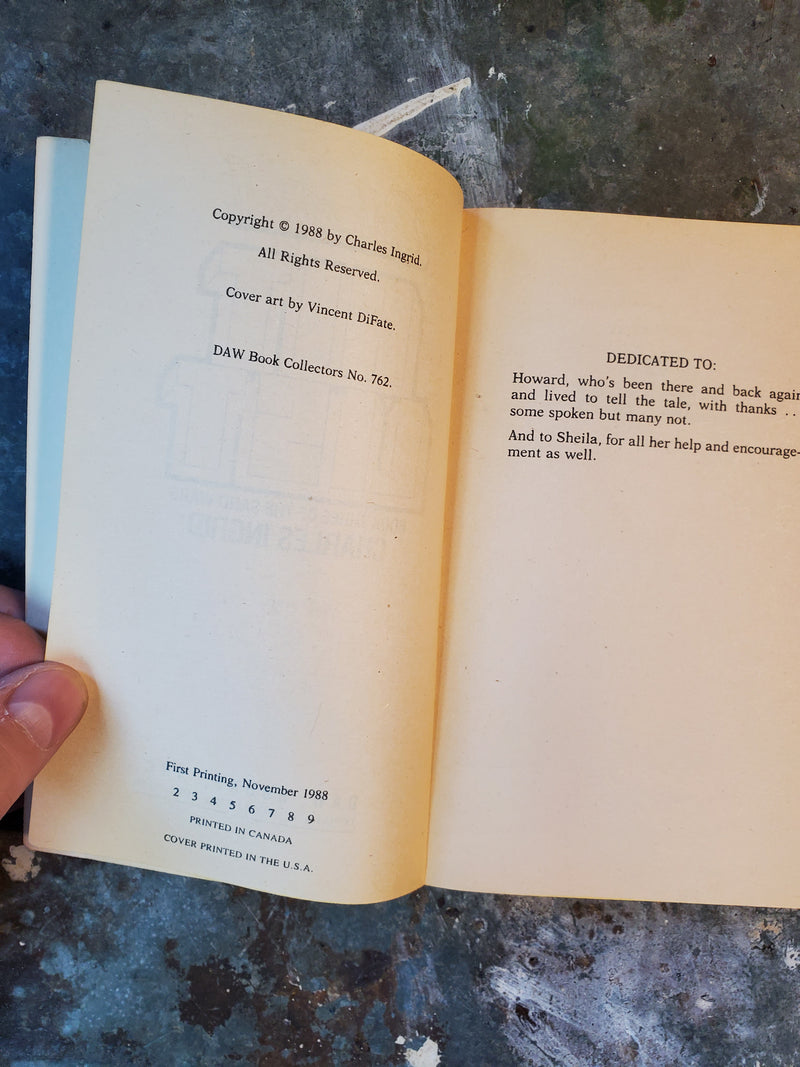 Copyright © 1988 by Charles Ingrid.
All Rights Reserved.
Cover art by Vincent DiFate.
DAW Book Collectors No. 762.
First Printing, November 1988
2 3 4 5 6 7 8 9
PRINTED IN CANADA
COVER PRINTED IN THE U.S.A.
DEDICATED TO:
Howard, who's been there and back again
and lived to tell the tale, with thanks . .
some spoken but many not.
And to Sheila, for all her help and encourage-
ment as well.